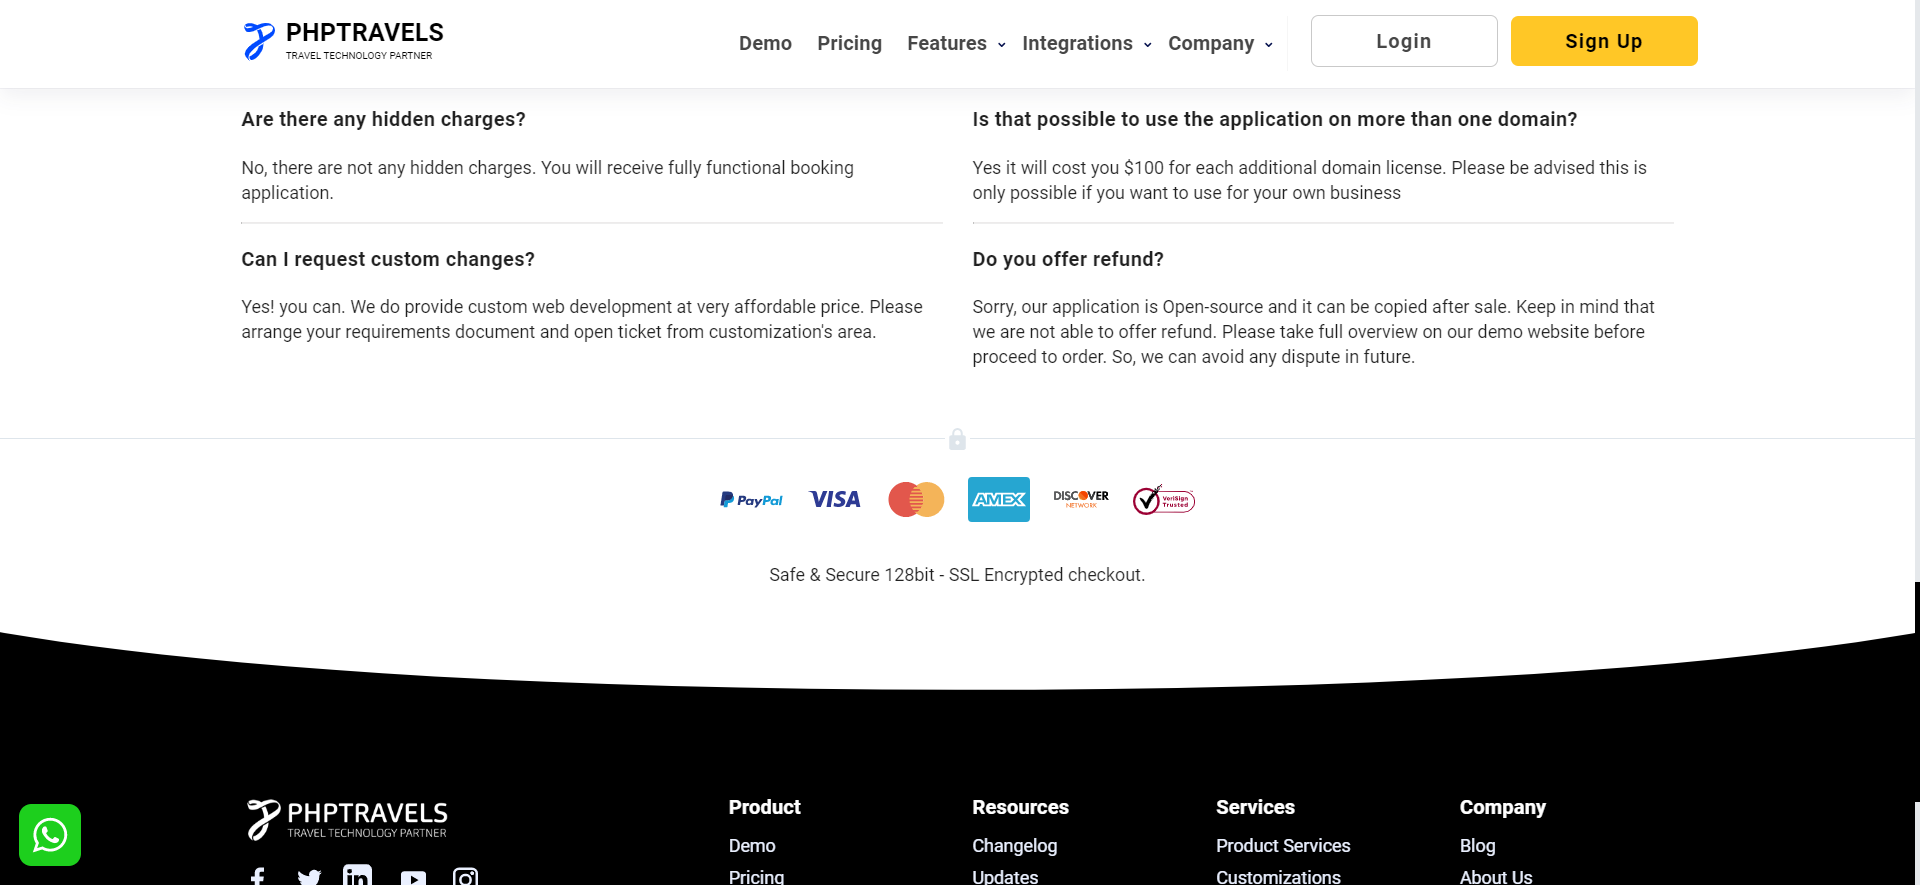 PHPTRAVELS
TRAVEL TECHNOLOGY PARTNER
Demo Pricing Features Integrations Company Login Sign Up
Are there any hidden charges?
No, there are not any hidden charges. You will receive fully functional booking
application.
Is that possible to use the application on more than one domain?
Yes it will cost you $100 for each additional domain license. Please be advised this is
only possible if you want to use for your own business
Can I request custom changes?
Yes! you can. We do provide custom web development at very affordable price. Please
arrange your requirements document and open ticket from customization's area.
Do you offer refund?
Sorry, our application is Open-source and it can be copied after sale. Keep in mind that
we are not able to offer refund. Please take full overview on our demo website before
proceed to order. So, we can avoid any dispute in future.
PayPal VISA AMEX DISCOVER NETWORK VeriSign Trusted
Safe & Secure 128bit - SSL Encrypted checkout.
PHPTRAVELS
TRAVEL TECHNOLOGY PARTNER
Product
Demo
Pricing
Resources
Changelog
Updates
Services
Product Services
Customizations
Company
Blog
About Us